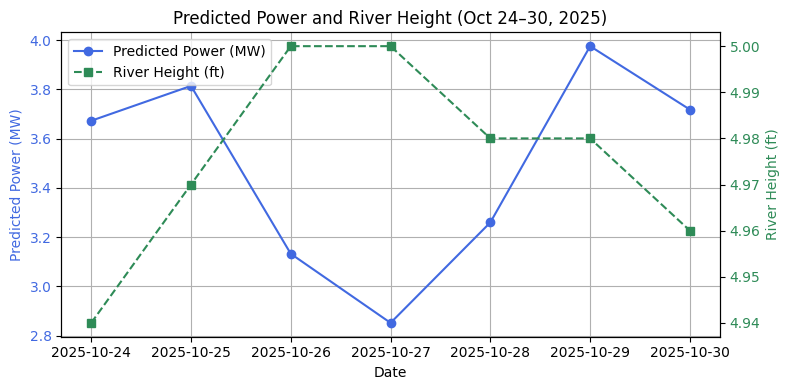 Predicted Power and River Height (Oct 24–30, 2025)
Predicted Power (MW)
River Height (ft)
4.0
3.8
3.6
3.4
3.2
3.0
2.8
Predicted Power (MW)
5.00
4.99
4.98
4.97
4.96
4.95
4.94
River Height (ft)
2025-10-24 2025-10-25 2025-10-26 2025-10-27 2025-10-28 2025-10-29 2025-10-30
Date